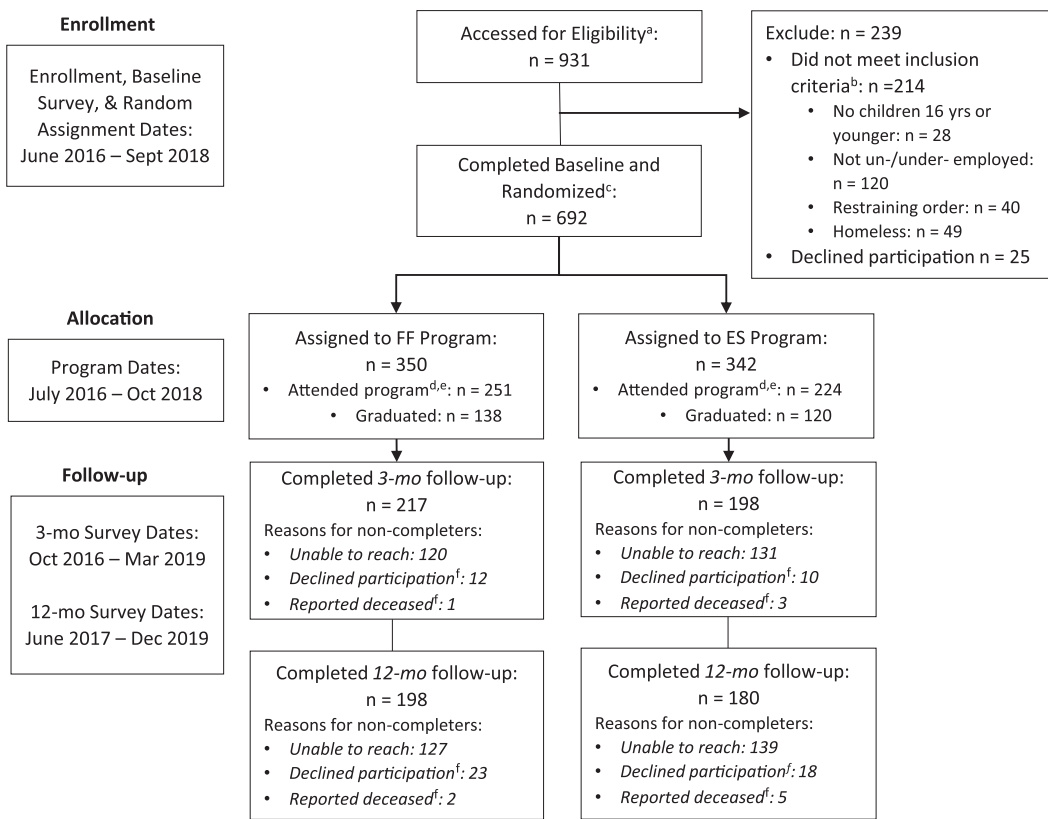 Enrollment
Enrollment, Baseline
Survey, & Random
Assignment Dates:
June 2016 – Sept 2018
Accessed for Eligibilityᵃ:
n = 931
Exclude: n = 239
• Did not meet inclusion
criteriaᵇ: n =214
• No children 16 yrs or
younger: n = 28
• Not un-/under- employed:
n = 120
• Restraining order: n = 40
• Homeless: n = 49
• Declined participation n = 25
Completed Baseline and
Randomizedᶜ:
n = 692
Allocation
Program Dates:
July 2016 – Oct 2018
Assigned to FF Program:
n = 350
• Attended programᵈ,ᵉ: n = 251
• Graduated: n = 138
Assigned to ES Program:
n = 342
• Attended programᵈ,ᵉ: n = 224
• Graduated: n = 120
Follow-up
3-mo Survey Dates:
Oct 2016 – Mar 2019
12-mo Survey Dates:
June 2017 – Dec 2019
Completed 3-mo follow-up:
n = 217
Reasons for non-completers:
• Unable to reach: 120
• Declined participationᶠ: 12
• Reported deceasedᶠ: 1
Completed 3-mo follow-up:
n = 198
Reasons for non-completers:
• Unable to reach: 131
• Declined participationᶠ: 10
• Reported deceasedᶠ: 3
Completed 12-mo follow-up:
n = 198
Reasons for non-completers:
• Unable to reach: 127
• Declined participationᶠ: 23
• Reported deceasedᶠ: 2
Completed 12-mo follow-up:
n = 180
Reasons for non-completers:
• Unable to reach: 139
• Declined participationᶠ: 18
• Reported deceasedᶠ: 5